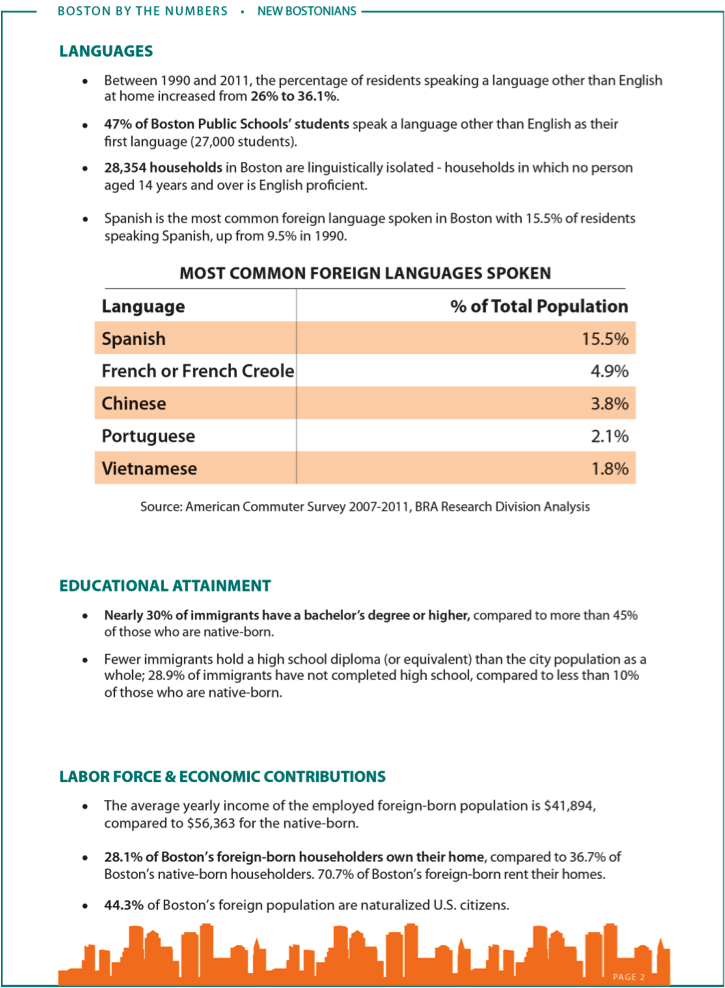 BOSTON BY THE NUMBERS • NEW BOSTONIANS
LANGUAGES
• Between 1990 and 2011, the percentage of residents speaking a language other than English
at home increased from 26% to 36.1%.
• 47% of Boston Public Schools’ students speak a language other than English as their
first language (27,000 students).
• 28,354 households in Boston are linguistically isolated - households in which no person
aged 14 years and over is English proficient.
• Spanish is the most common foreign language spoken in Boston with 15.5% of residents
speaking Spanish, up from 9.5% in 1990.
MOST COMMON FOREIGN LANGUAGES SPOKEN
Language % of Total Population
Spanish 15.5%
French or French Creole 4.9%
Chinese 3.8%
Portuguese 2.1%
Vietnamese 1.8%
Source: American Commuter Survey 2007-2011, BRA Research Division Analysis
EDUCATIONAL ATTAINMENT
• Nearly 30% of immigrants have a bachelor’s degree or higher, compared to more than 45%
of those who are native-born.
• Fewer immigrants hold a high school diploma (or equivalent) than the city population as a
whole; 28.9% of immigrants have not completed high school, compared to less than 10%
of those who are native-born.
LABOR FORCE & ECONOMIC CONTRIBUTIONS
• The average yearly income of the employed foreign-born population is $41,894,
compared to $56,363 for the native-born.
• 28.1% of Boston’s foreign-born householders own their home, compared to 36.7% of
Boston’s native-born householders. 70.7% of Boston’s foreign-born rent their homes.
• 44.3% of Boston’s foreign population are naturalized U.S. citizens.
PAGE 2